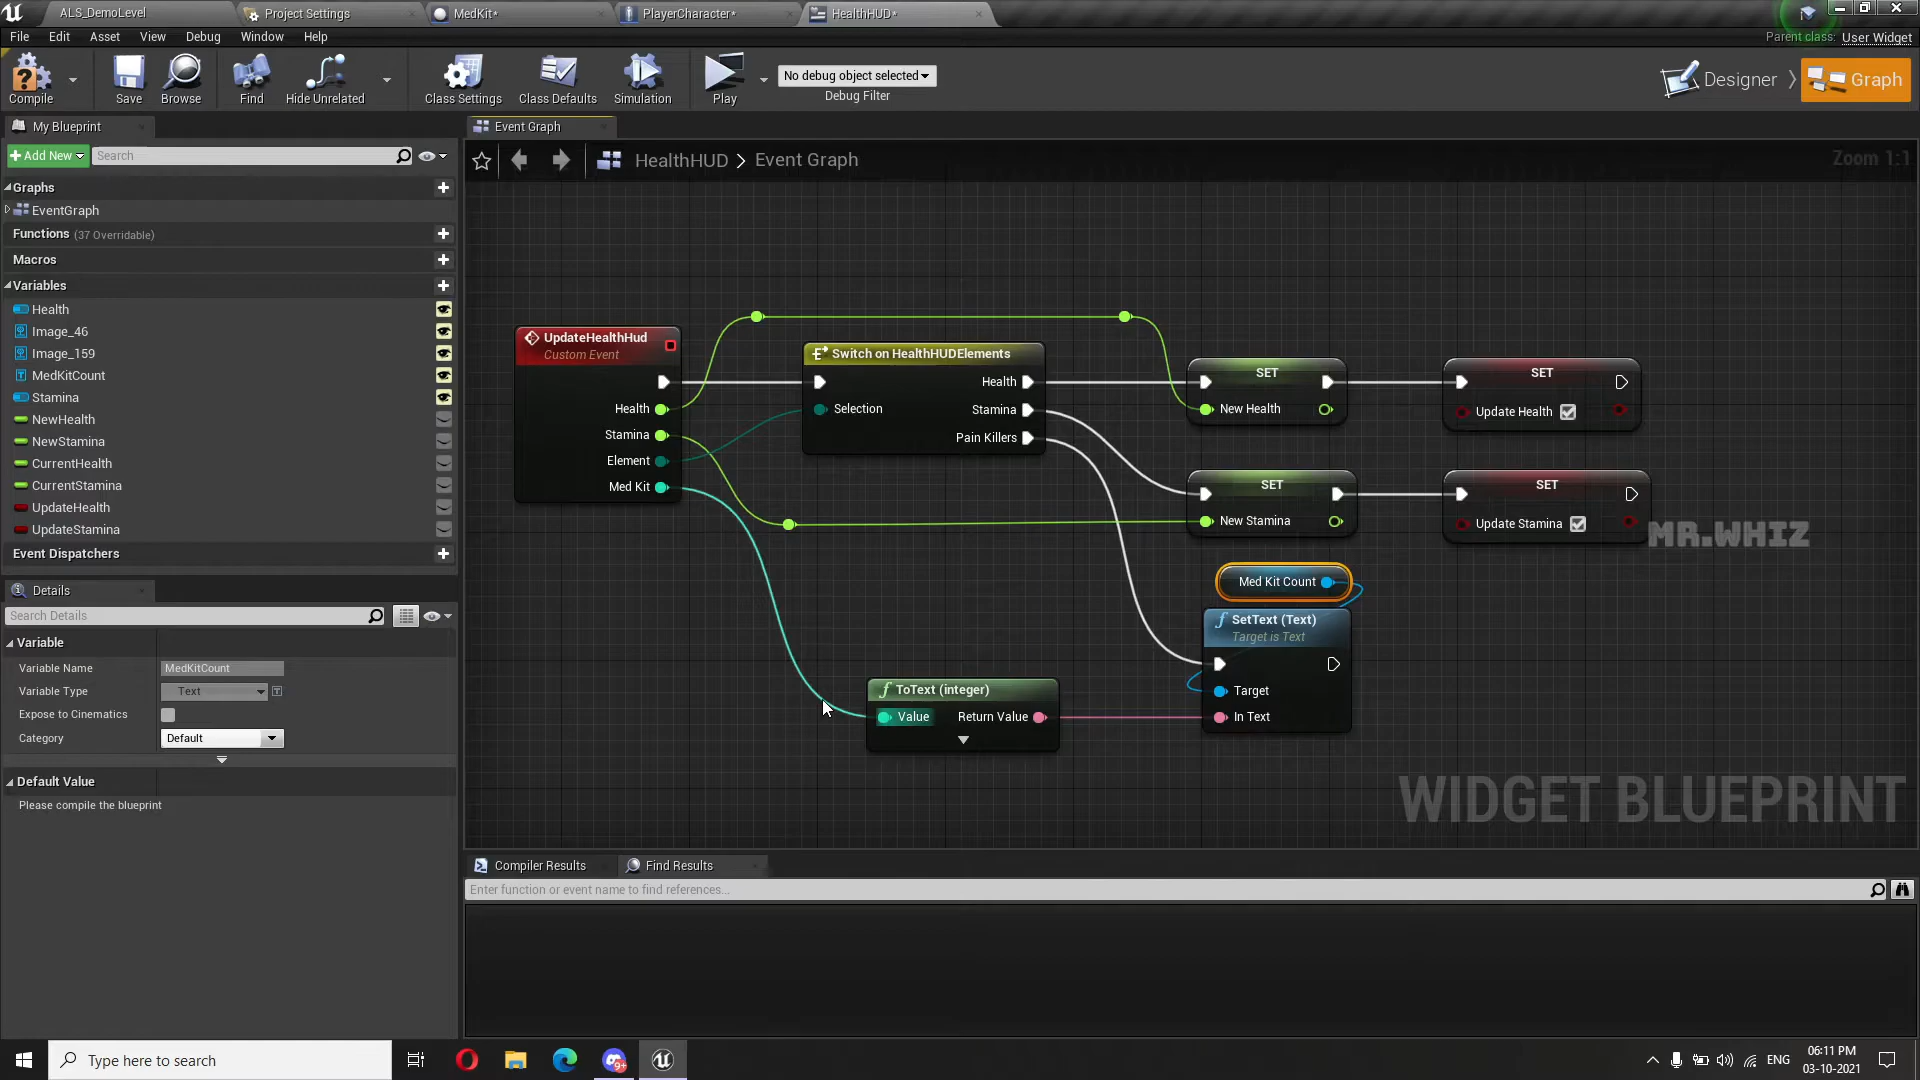 ALS_DemoLevel
Project Settings
MedKit*
PlayerCharacter*
HealthHUD*
File Edit Asset View Debug Window Help
Parent class: User Widget
Compile
Save
Browse
Find
Hide Unrelated
Class Settings
Class Defaults
Simulation
Play
No debug object selected
Debug Filter
Designer
Graph
My Blueprint
+Add New
Search
Graphs
EventGraph
Functions (37 Overridable)
Macros
Variables
Health
Image_46
Image_159
MedKitCount
Stamina
NewHealth
NewStamina
CurrentHealth
CurrentStamina
UpdateHealth
UpdateStamina
Event Dispatchers
Details
Search Details
Variable
Variable Name MedKitCount
Variable Type Text
Expose to Cinematics
Category Default
Default Value
Please compile the blueprint
Event Graph
HealthHUD > Event Graph
Zoom 1:1
UpdateHealthHud
Custom Event
Health
Stamina
Element
Med Kit
Switch on HealthHUDElements
Health
Selection
Stamina
Pain Killers
SET
New Health
SET
Update Health
SET
New Stamina
SET
Update Stamina
MR.WHIZ
Med Kit Count
SetText (Text)
Target is Text
Target
In Text
ToText (integer)
Value Return Value
WIDGET BLUEPRINT
Compiler Results
Find Results
Enter function or event name to find references...
Type here to search
9+
ENG
06:11 PM
03-10-2021